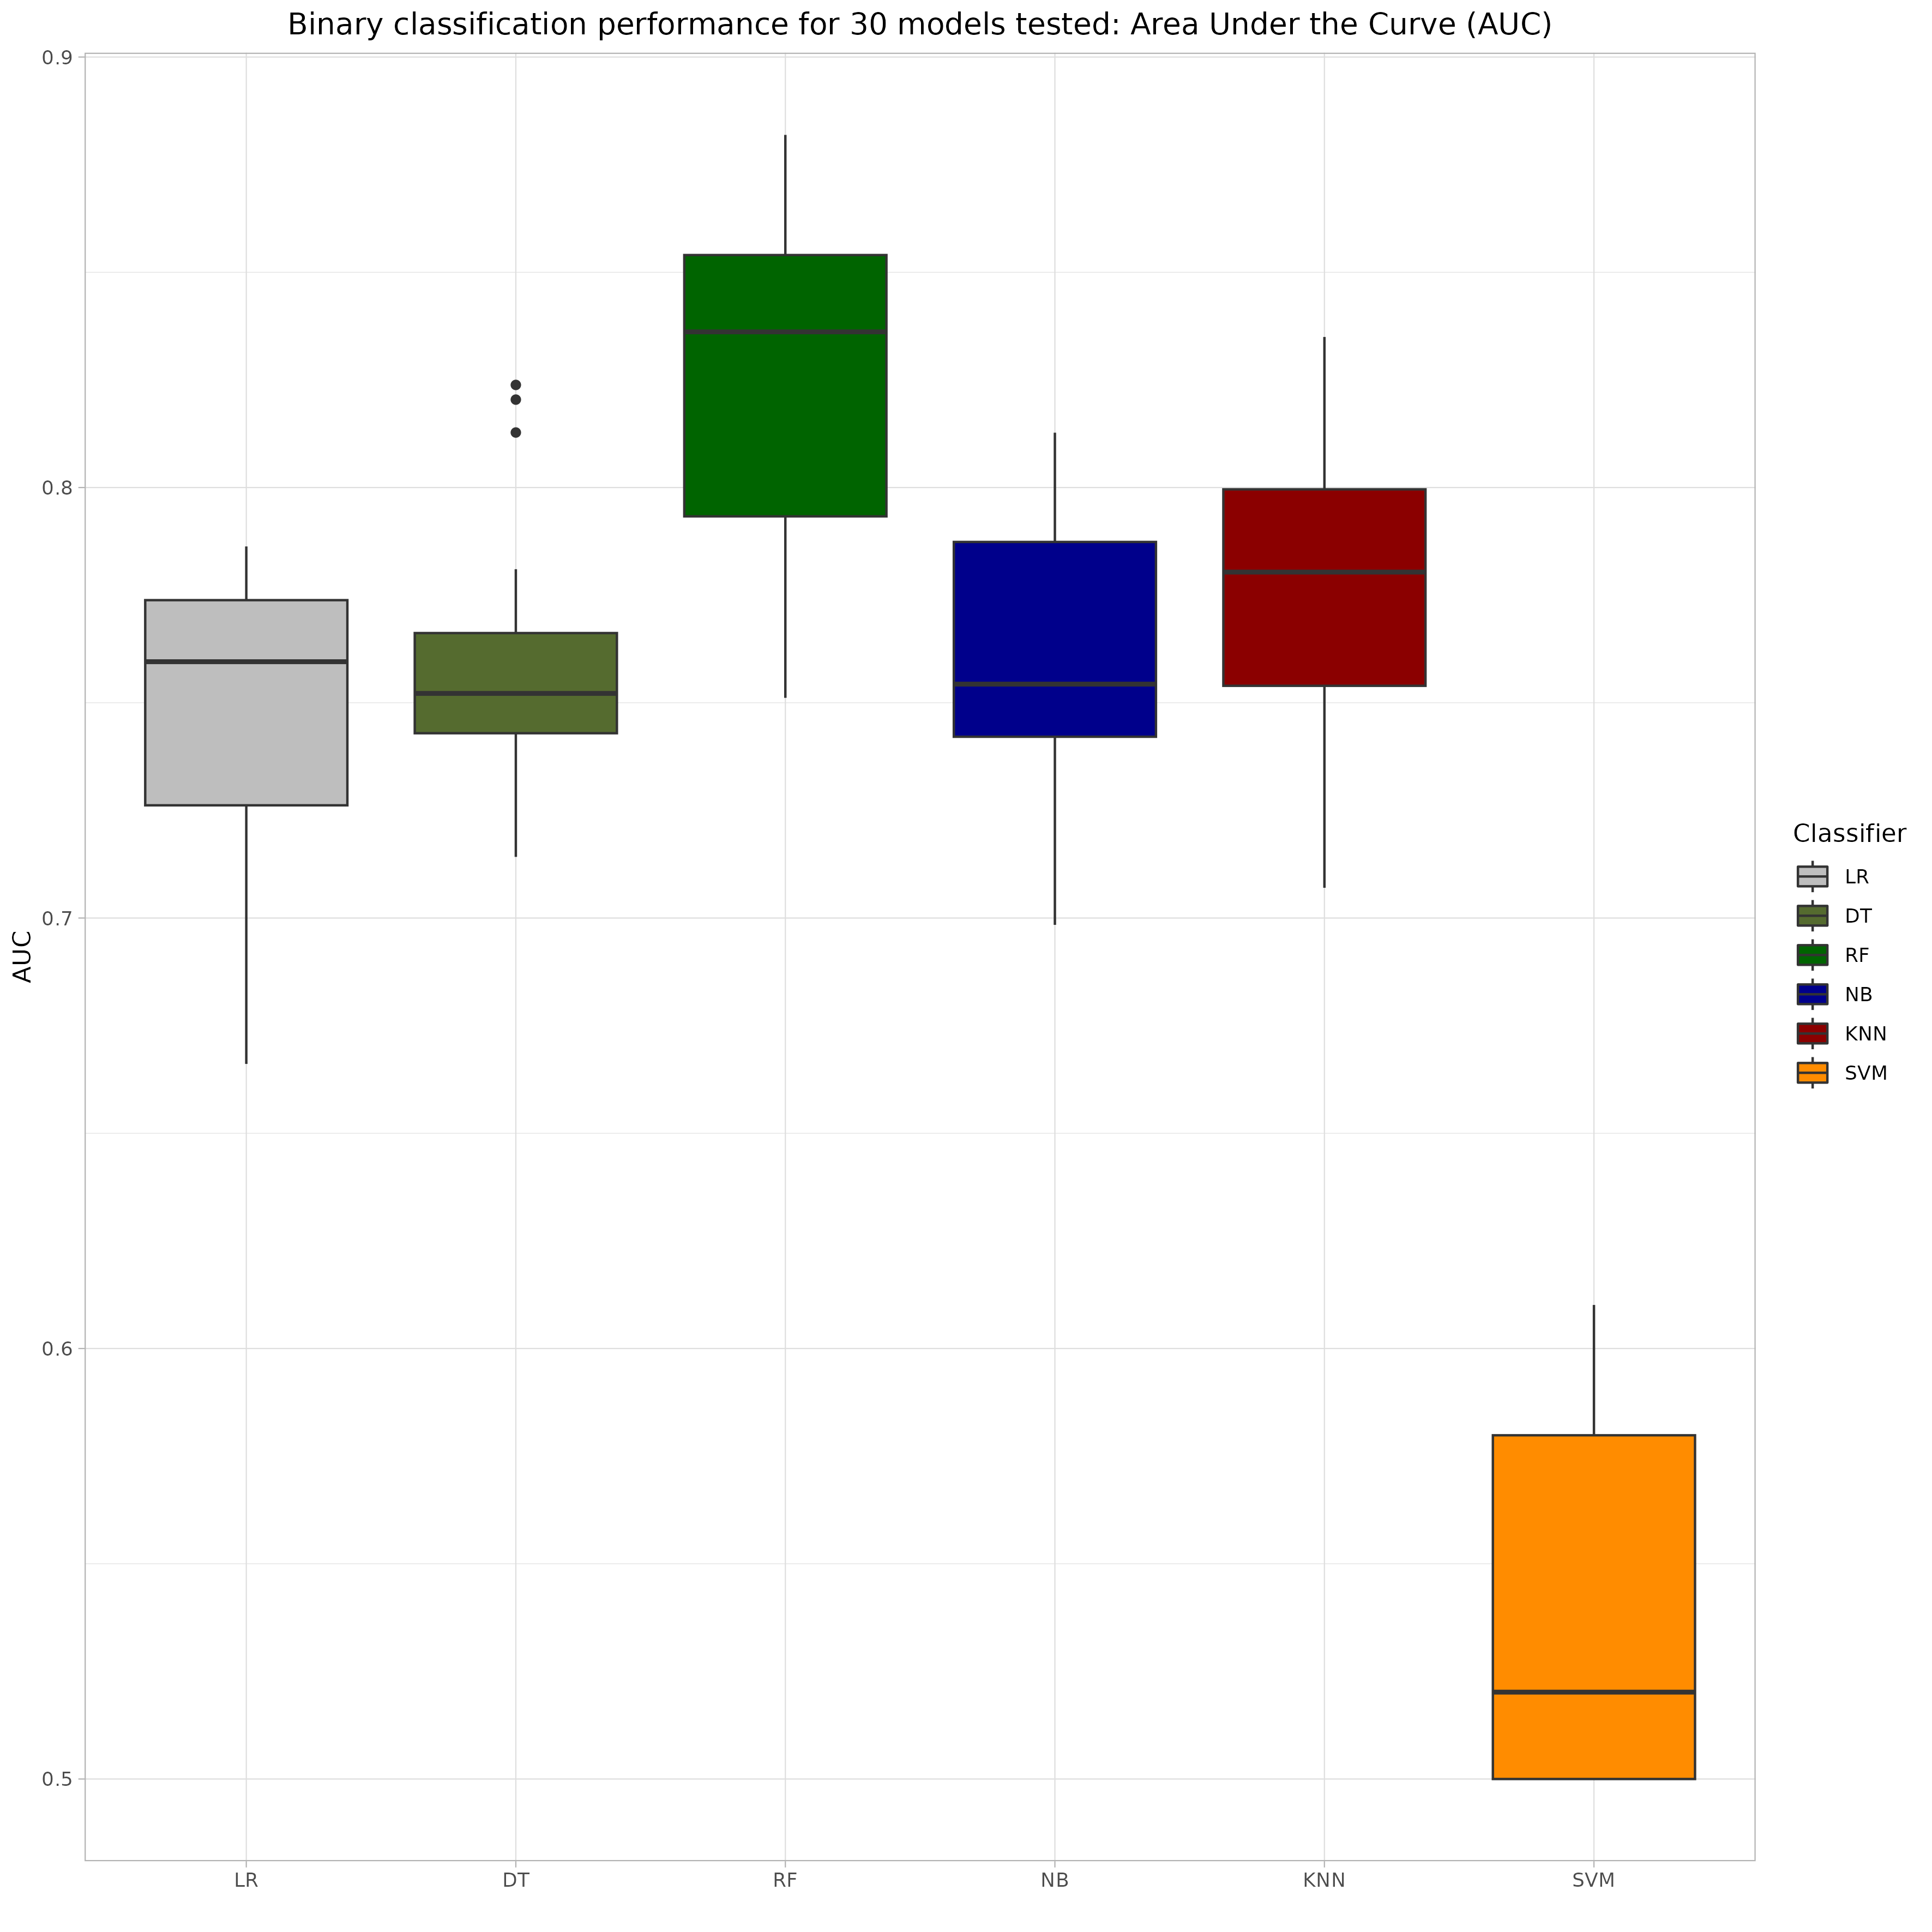 Binary classification performance for 30 models tested: Area Under the Curve (AUC)
0.9
0.8
0.7
0.6
0.5
AUC
LR
DT
RF
NB
KNN
SVM
Classifier
LR
DT
RF
NB
KNN
SVM